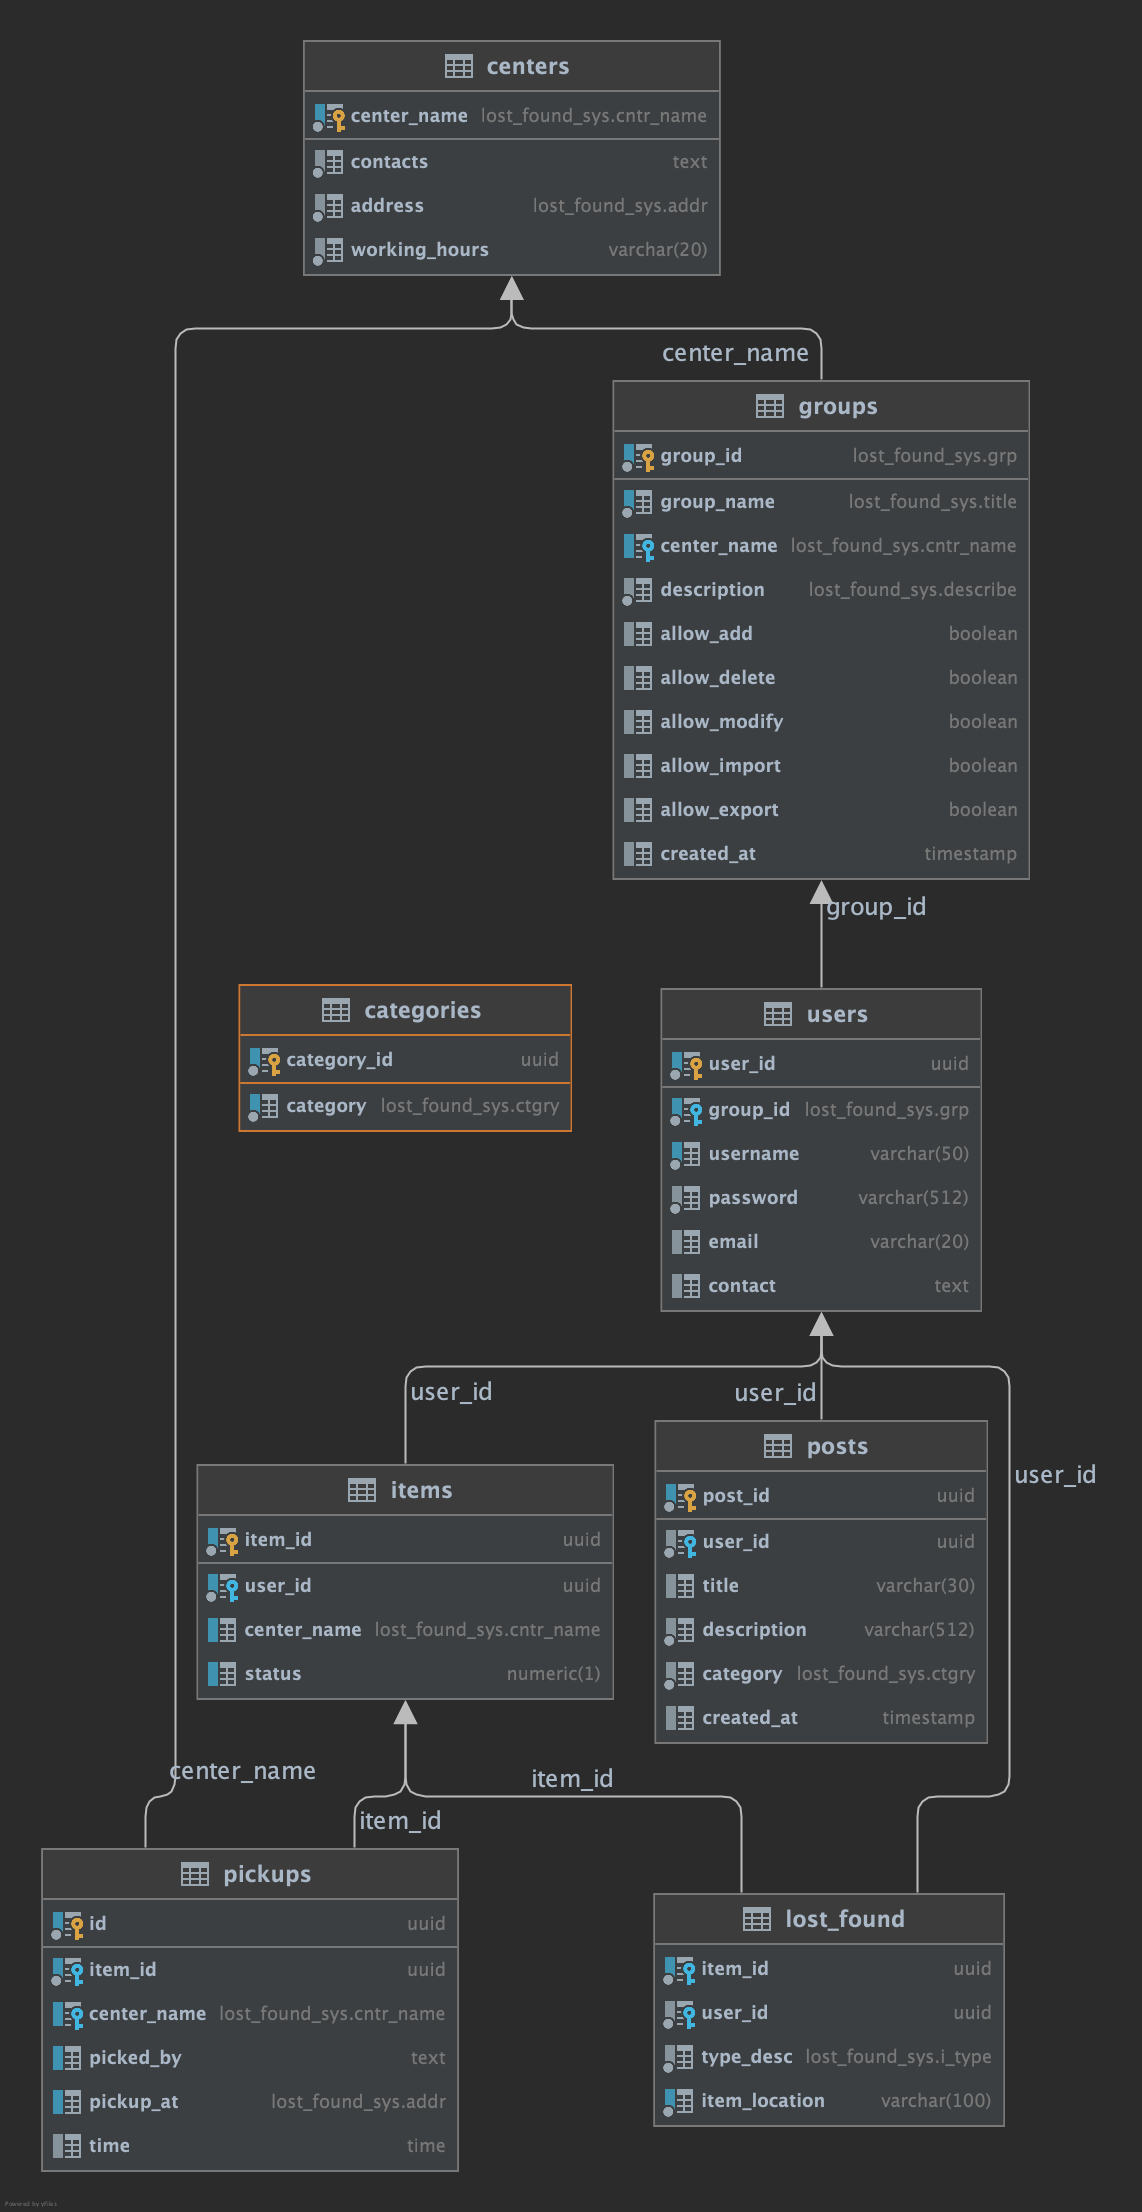 centers
center_name lost_found_sys.cntr_name
contacts text
address lost_found_sys.addr
working_hours varchar(20)
center_name
groups
group_id lost_found_sys.grp
group_name lost_found_sys.title
center_name lost_found_sys.cntr_name
description lost_found_sys.describe
allow_add boolean
allow_delete boolean
allow_modify boolean
allow_import boolean
allow_export boolean
created_at timestamp
group_id
categories
category_id uuid
category lost_found_sys.ctgry
users
user_id uuid
group_id lost_found_sys.grp
username varchar(50)
password varchar(512)
email varchar(20)
contact text
user_id
user_id
user_id
items
item_id uuid
user_id uuid
center_name lost_found_sys.cntr_name
status numeric(1)
posts
post_id uuid
user_id uuid
title varchar(30)
description varchar(512)
category lost_found_sys.ctgry
created_at timestamp
center_name
item_id
item_id
pickups
id uuid
item_id uuid
center_name lost_found_sys.cntr_name
picked_by text
pickup_at lost_found_sys.addr
time time
lost_found
item_id uuid
user_id uuid
type_desc lost_found_sys.i_type
item_location varchar(100)
Powered by yFiles